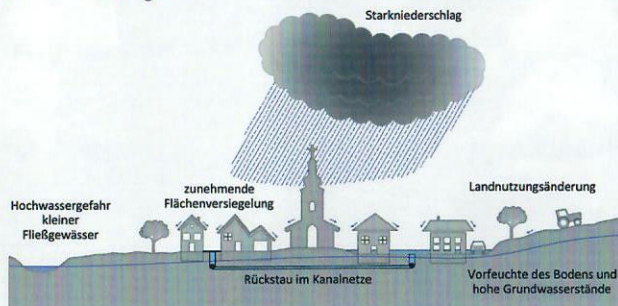 Starkniederschlag
zunehmende
Flächenversiegelung
Landnutzungsänderung
Hochwassergefahr
kleiner
Fließgewässer
Rückstau im Kanalnetze
Vorfeuchte des Bodens und
hohe Grundwasserstände